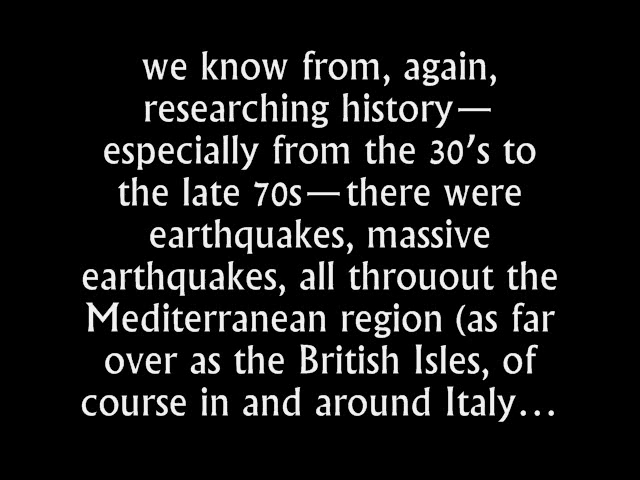 we know from, again,
researching history—
especially from the 30's to
the late 70s—there were
earthquakes, massive
earthquakes, all throuout the
Mediterranean region (as far
over as the British Isles, of
course in and around Italy...